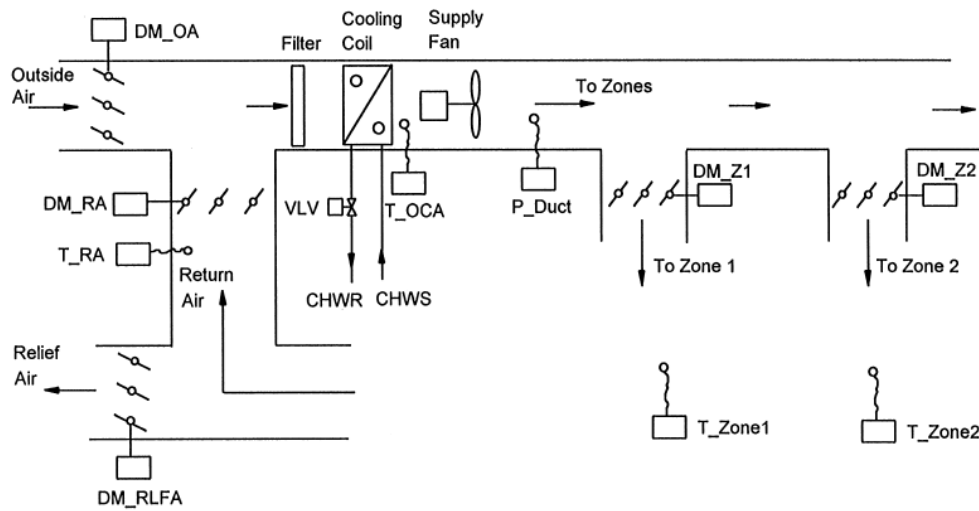 DM_OA
Cooling
Coil
Supply
Fan
Filter
Outside
Air
To Zones
DM_RA
VLV
T_OCA
P_Duct
DM_Z1
DM_Z2
T_RA
Return
Air
CHWR
CHWS
To Zone 1
To Zone 2
Relief
Air
T_Zone1
T_Zone2
DM_RLFA